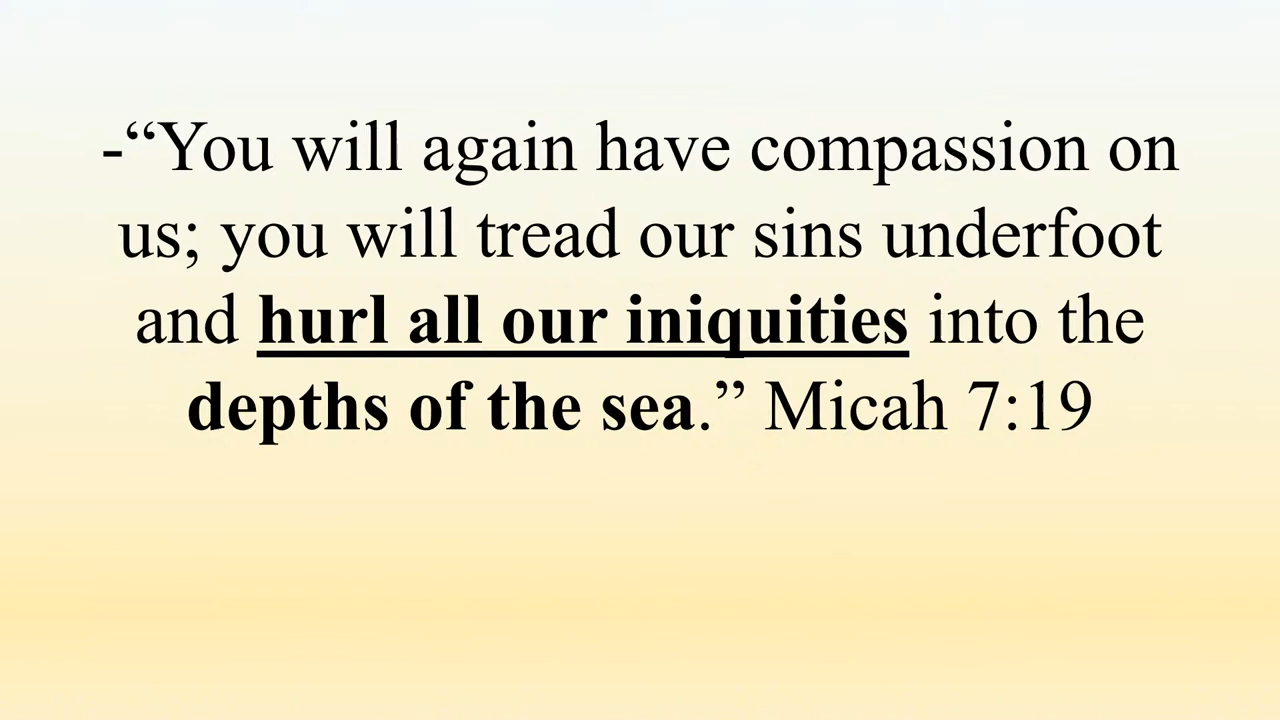 -“You will again have compassion on
us; you will tread our sins underfoot
and hurl all our iniquities into the
depths of the sea.” Micah 7:19